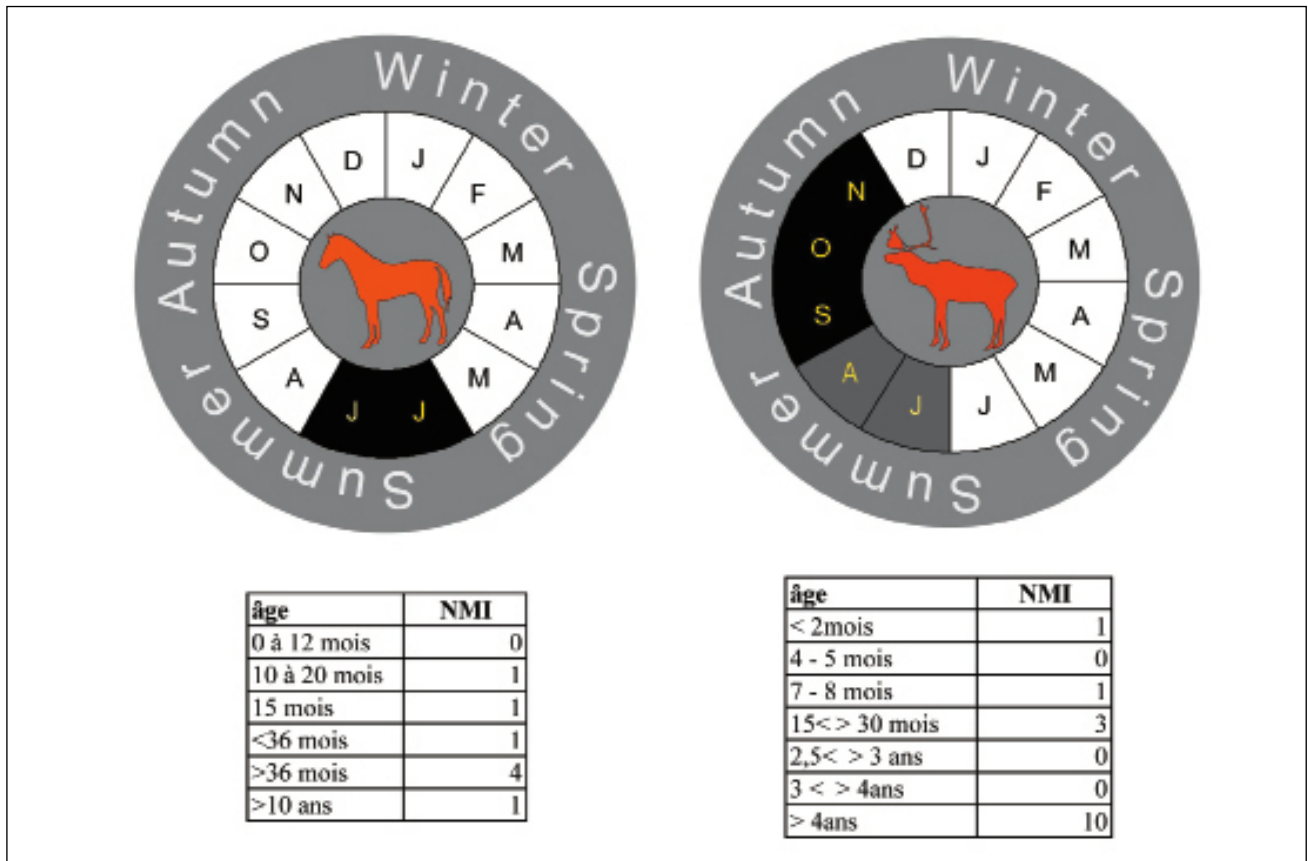 Winter Spring Summer Autumn
J F M A M J J A S O N D
Winter Spring Summer Autumn
J F M A M J J A S O N D
âge NMI
0 à 12 mois 0
10 à 20 mois 1
15 mois 1
<36 mois 1
>36 mois 4
>10 ans 1
âge NMI
< 2mois 1
4 - 5 mois 0
7 - 8 mois 1
15< > 30 mois 3
2,5< > 3 ans 0
3 < > 4ans 0
> 4ans 10